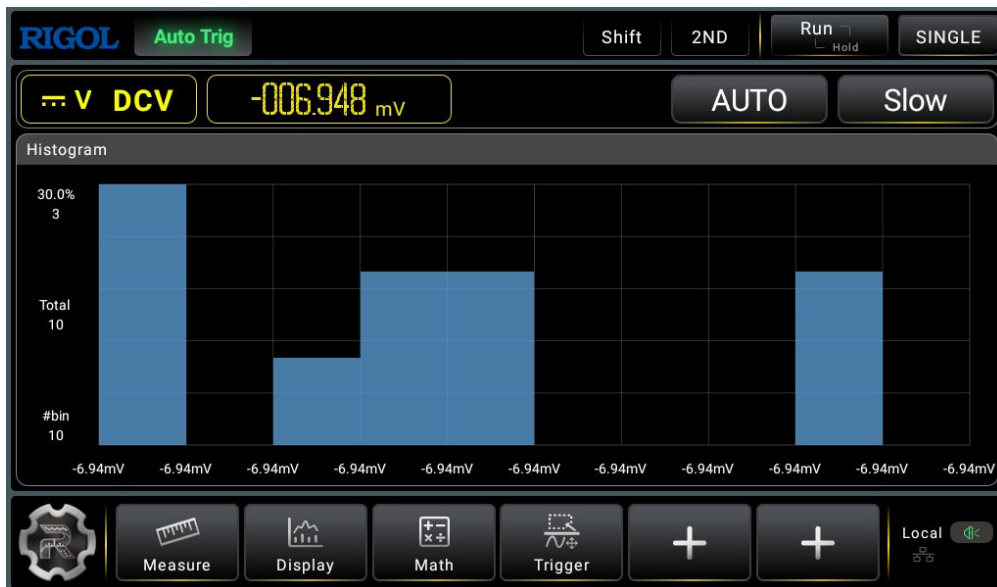 RIGOL Auto Trig Shift 2ND Run Hold SINGLE
V DCV -006.948 mV AUTO Slow
Histogram
30.0%
3
Total
10
#bin
10
-6.94mV -6.94mV -6.94mV -6.94mV -6.94mV -6.94mV -6.94mV -6.94mV -6.94mV -6.94mV -6.94mV
Measure Display Math Trigger + + Local